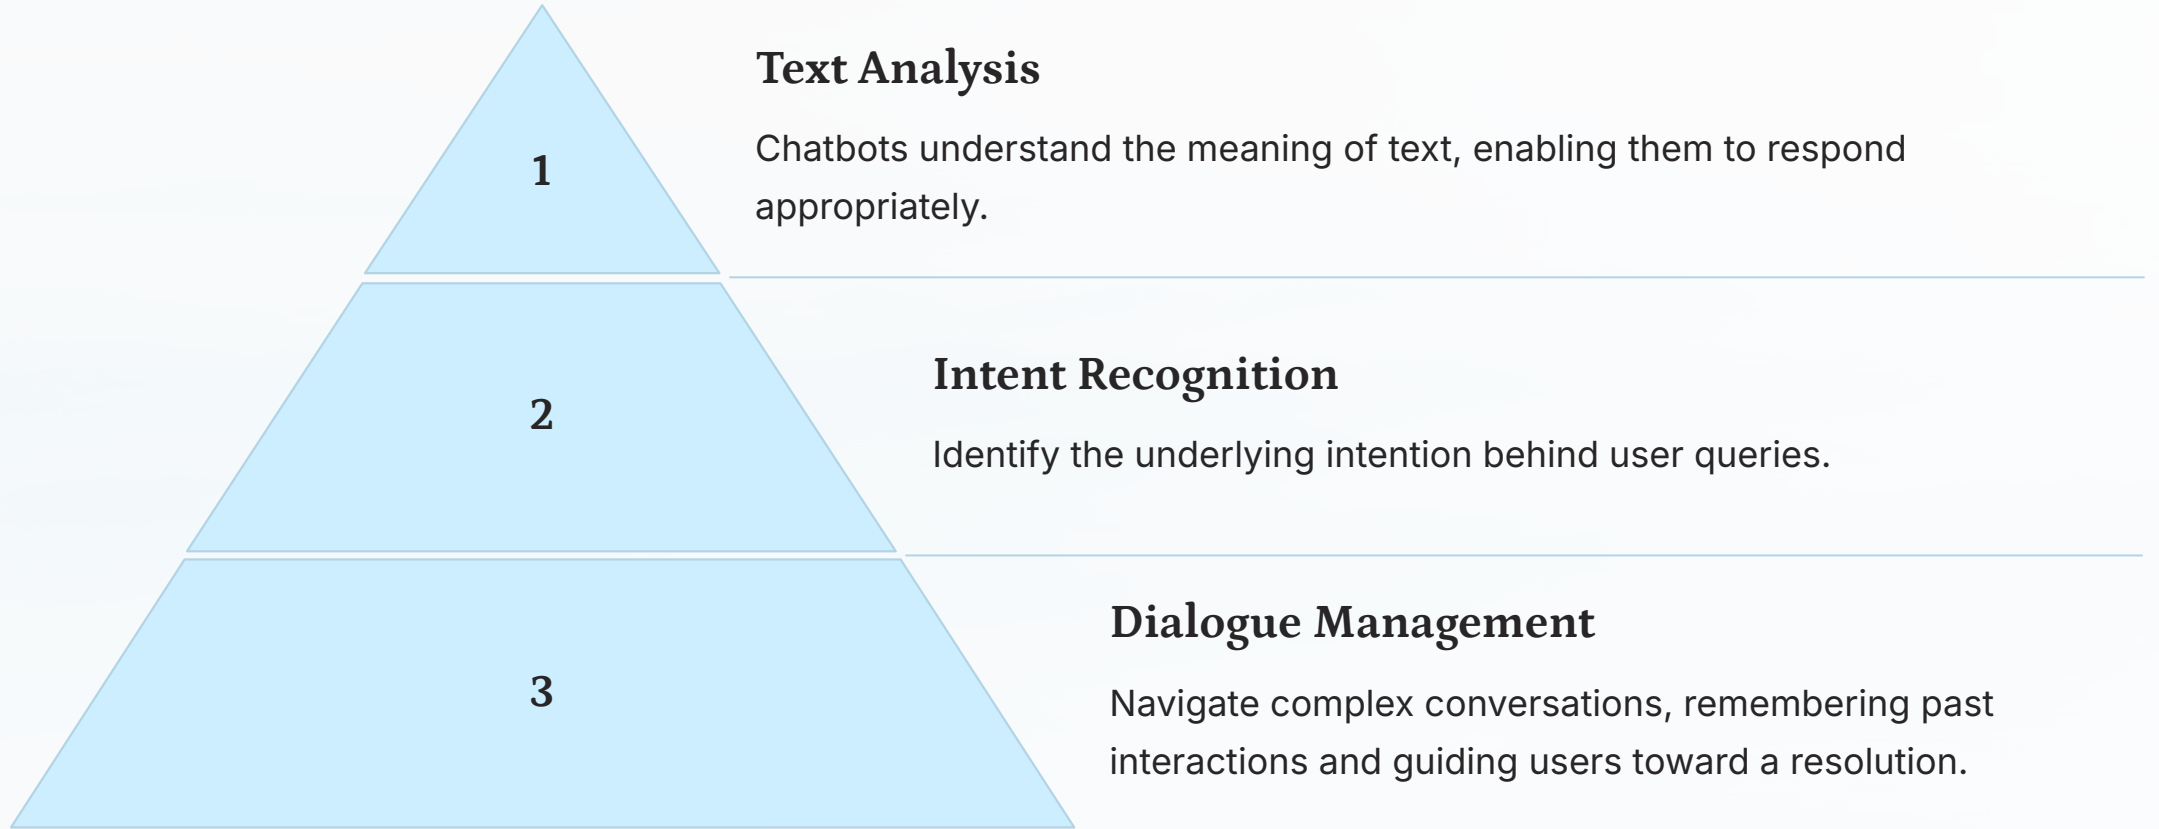 1
Text Analysis
Chatbots understand the meaning of text, enabling them to respond
appropriately.
2
Intent Recognition
Identify the underlying intention behind user queries.
3
Dialogue Management
Navigate complex conversations, remembering past
interactions and guiding users toward a resolution.